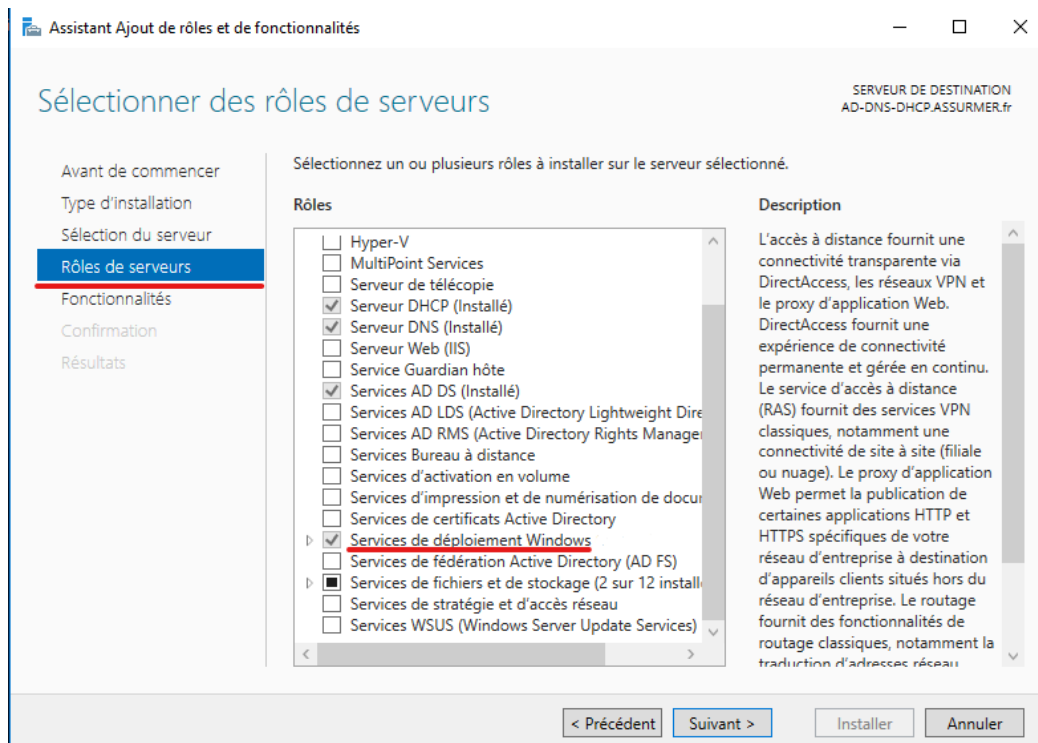 Assistant Ajout de rôles et de fonctionnalités
Sélectionner des rôles de serveurs
SERVEUR DE DESTINATION
AD-DNS-DHCP.ASSURMER.fr
Avant de commencer
Type d'installation
Sélection du serveur
Rôles de serveurs
Fonctionnalités
Confirmation
Résultats
Sélectionnez un ou plusieurs rôles à installer sur le serveur sélectionné.
Rôles
Hyper-V
MultiPoint Services
Serveur de télécopie
Serveur DHCP (Installé)
Serveur DNS (Installé)
Serveur Web (IIS)
Service Guardian hôte
Services AD DS (Installé)
Services AD LDS (Active Directory Lightweight Dire
Services AD RMS (Active Directory Rights Manager
Services Bureau à distance
Services d'activation en volume
Services d'impression et de numérisation de docur
Services de certificats Active Directory
Services de déploiement Windows
Services de fédération Active Directory (AD FS)
Services de fichiers et de stockage (2 sur 12 install
Services de stratégie et d'accès réseau
Services WSUS (Windows Server Update Services)
Description
L'accès à distance fournit une
connectivité transparente via
DirectAccess, les réseaux VPN et
le proxy d'application Web.
DirectAccess fournit une
expérience de connectivité
permanente et gérée en continu.
Le service d'accès à distance
(RAS) fournit des services VPN
classiques, notamment une
connectivité de site à site (filiale
ou nuage). Le proxy d'application
Web permet la publication de
certaines applications HTTP et
HTTPS spécifiques de votre
réseau d'entreprise à destination
d'appareils clients situés hors du
réseau d'entreprise. Le routage
fournit des fonctionnalités de
routage classiques, notamment la
traduction d'adresses réseau
< Précédent
Suivant >
Installer
Annuler